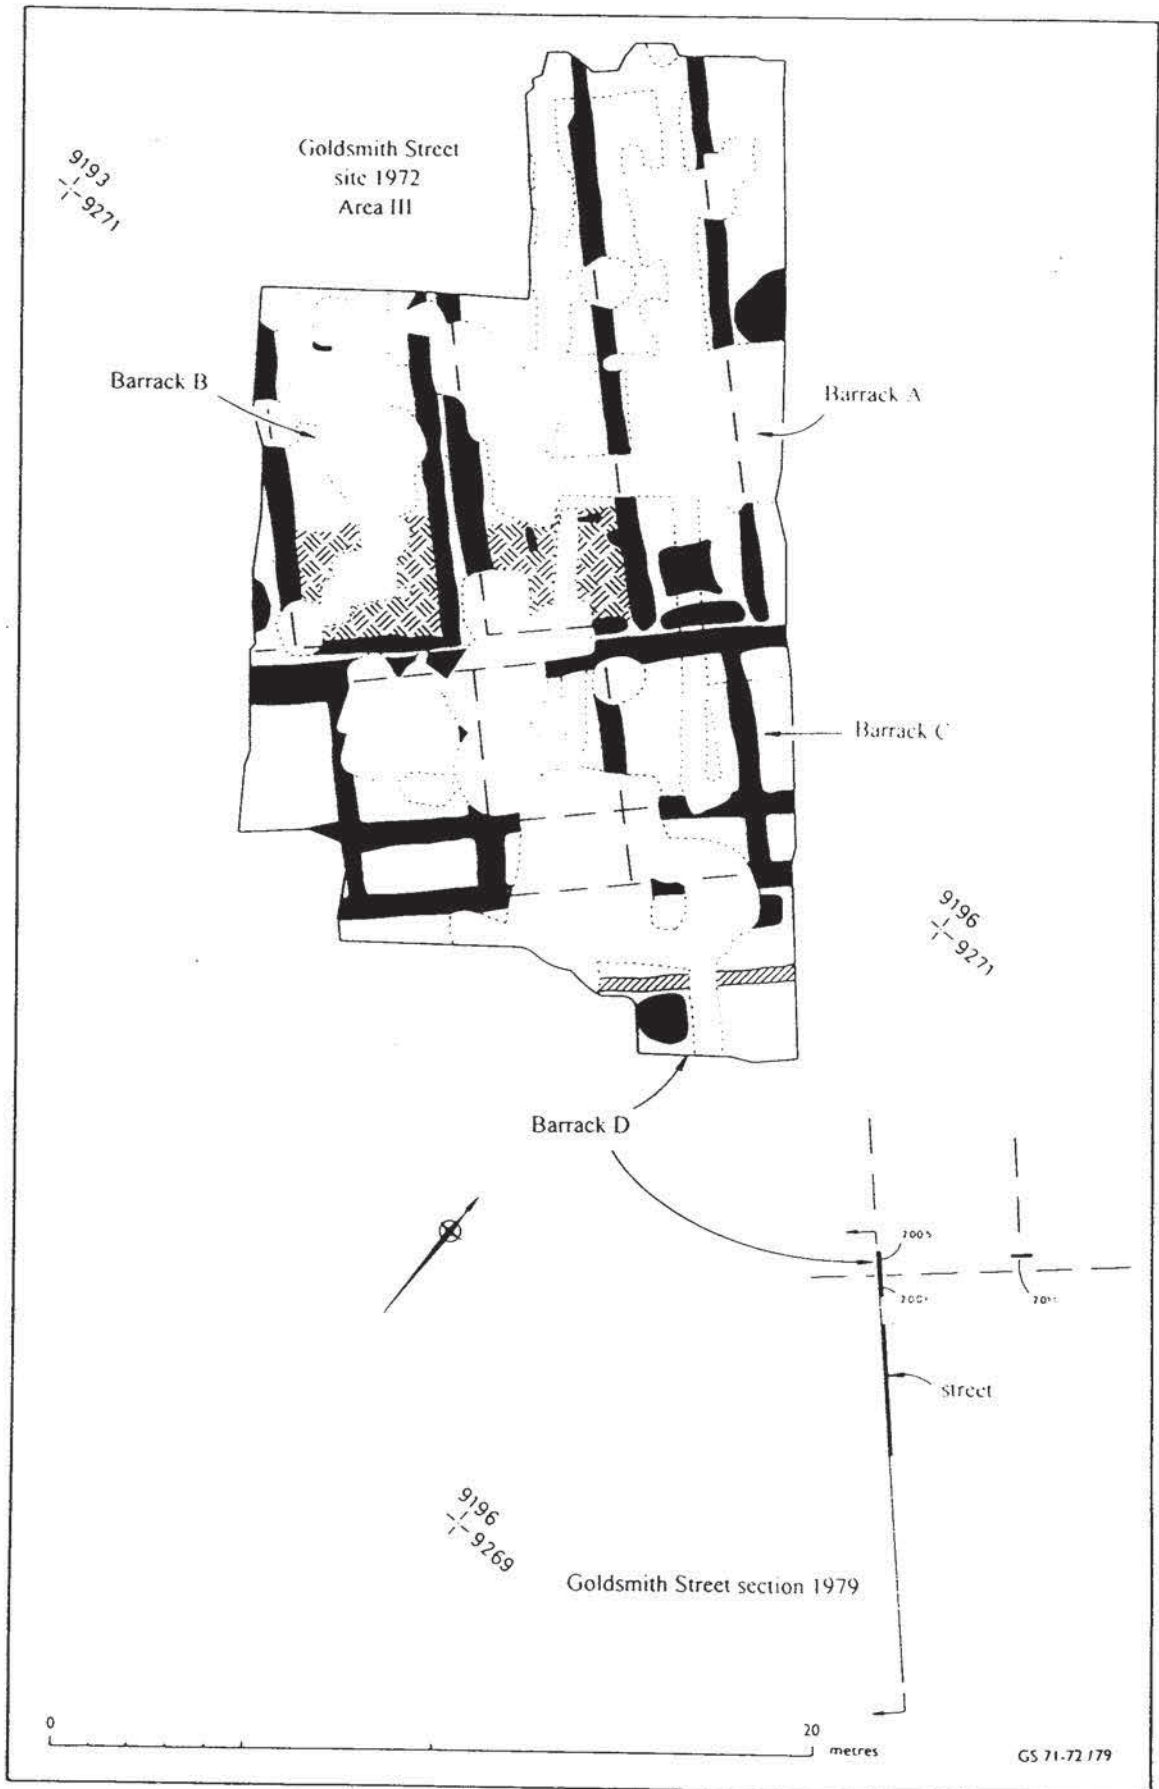 Goldsmith Street
site 1972
Area III
9193
9271
Barrack B
Barrack A
Barrack C
9196
9271
Barrack D
2005
street
9196
9269
Goldsmith Street section 1979
0
20
metres
GS 71-72/79